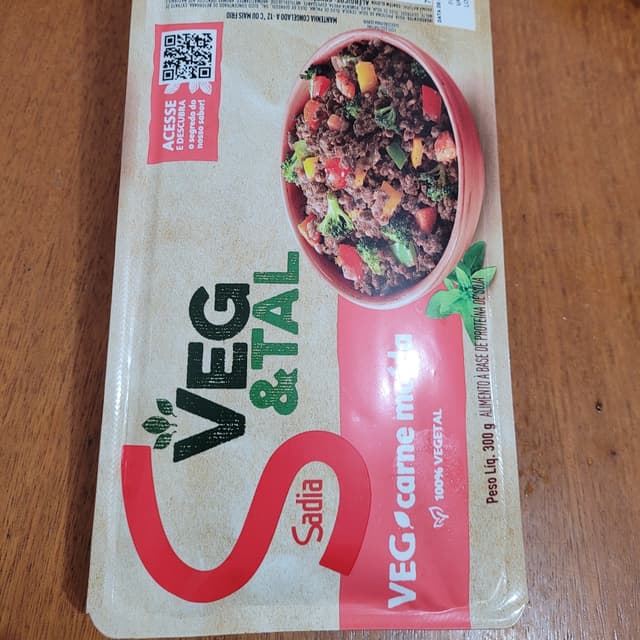 MANTENHA CONGELADO A -12°C OU MAIS FRIO
ACESSE
E DESCUBRA
o segredo do
nosso sabor!
VEG
&TAL
Sadia
VEG carne moída
100% VEGETAL
Peso Líq. 300 g ALIMENTO À BASE DE PROTEÍNA DE SOJA